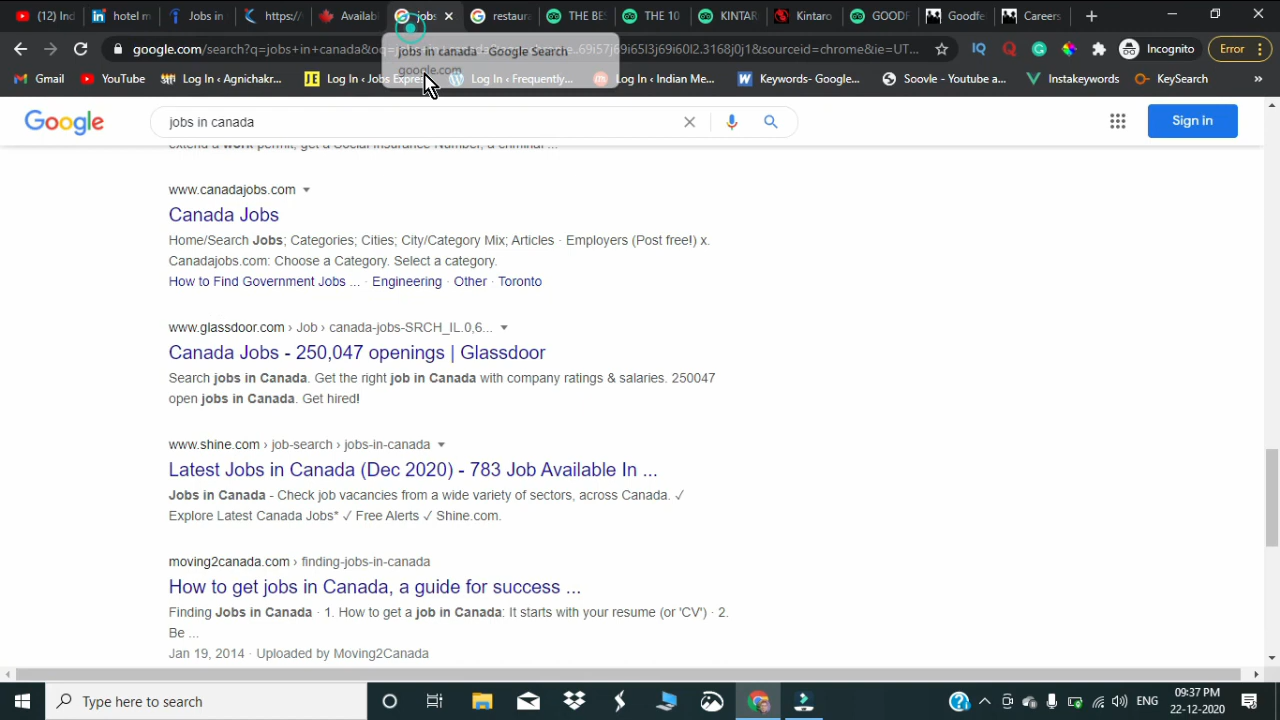 (12) Ind
hotel m
Jobs in
https:/
Availab
jobs
restaura
THE BES
THE 10
KINTAR
Kintaro
GOODF
Goodfe
Careers
google.com/search?q=jobs+in+canada&oq=
69i57j69i65l3j69i60l2.3168j0j1&sourceid=chrome&ie=UT...
Incognito
Error
jobs in canada - Google Search
google.com
Gmail
YouTube
Log In ‹ Agnichakr...
Log In ‹ Jobs Expre
Log In ‹ Frequently...
Log In ‹ Indian Me...
Keywords- Google...
Soovle - Youtube a...
Instakeywords
KeySearch
»
Google
jobs in canada
Sign in
extend a work permit, get a Social Insurance Number, a criminal ...
www.canadajobs.com
Canada Jobs
Home/Search Jobs; Categories; Cities; City/Category Mix; Articles · Employers (Post free!) x.
Canadajobs.com: Choose a Category. Select a category.
How to Find Government Jobs ... · Engineering · Other · Toronto
www.glassdoor.com › Job › canada-jobs-SRCH_IL.0,6...
Canada Jobs - 250,047 openings | Glassdoor
Search jobs in Canada. Get the right job in Canada with company ratings & salaries. 250047
open jobs in Canada. Get hired!
www.shine.com › job-search › jobs-in-canada
Latest Jobs in Canada (Dec 2020) - 783 Job Available In ...
Jobs in Canada - Check job vacancies from a wide variety of sectors, across Canada. ✓
Explore Latest Canada Jobs* ✓ Free Alerts ✓ Shine.com.
moving2canada.com › finding-jobs-in-canada
How to get jobs in Canada, a guide for success ...
Finding Jobs in Canada · 1. How to get a job in Canada: It starts with your resume (or 'CV') · 2.
Be ...
Jan 19, 2014 · Uploaded by Moving2Canada
Type here to search
ENG
09:37 PM
22-12-2020